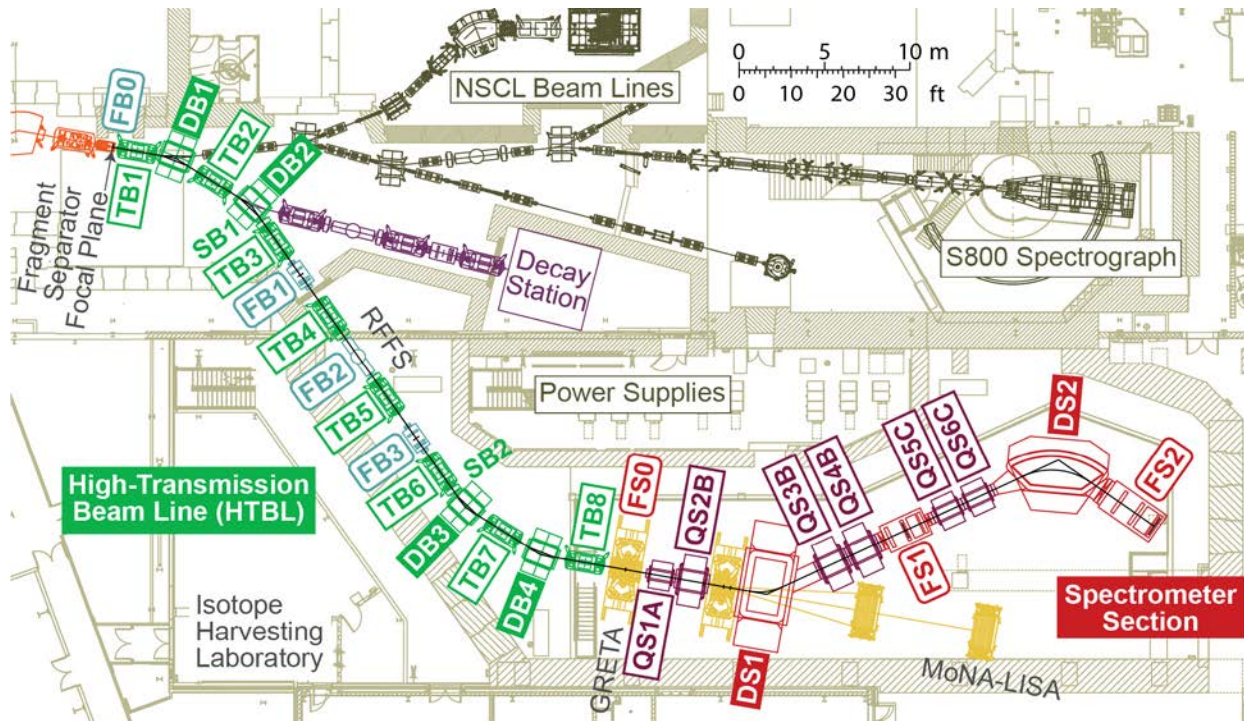 0 5 10 m
0 10 20 30 ft
NSCL Beam Lines
FB0
DB1
TB2
DB2
TB1
Fragment
Separator
Focal Plane
SB1
TB3
FB1
Decay
Station
S800 Spectrograph
TB4
RFFS
FB2
TB5
Power Supplies
FB3
TB6
SB2
DB3
TB7
DB4
TB8
High-Transmission
Beam Line (HTBL)
Isotope
Harvesting
Laboratory
FS0
GRETA
QS1A
QS2B
DS1
QS3B
QS4B
FS1
QS5C
QS6C
DS2
FS2
MoNA-LISA
Spectrometer
Section